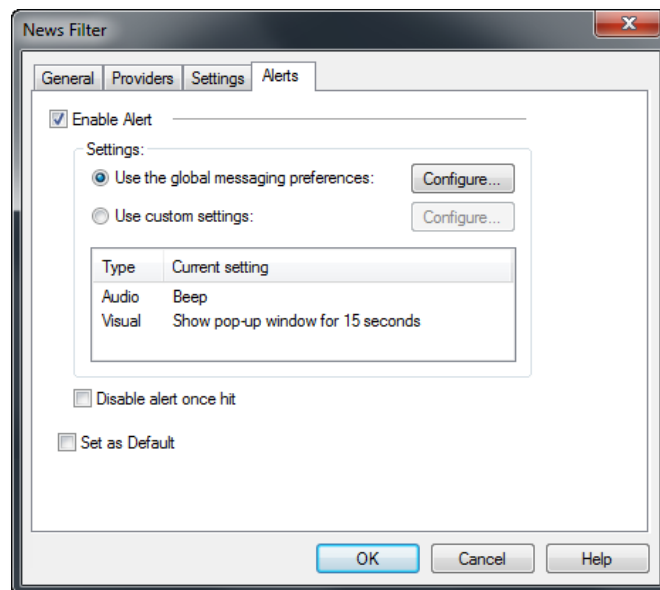 News Filter
General Providers Settings Alerts
Enable Alert
Settings:
Use the global messaging preferences: Configure...
Use custom settings: Configure...
Type Current setting
Audio Beep
Visual Show pop-up window for 15 seconds
Disable alert once hit
Set as Default
OK Cancel Help